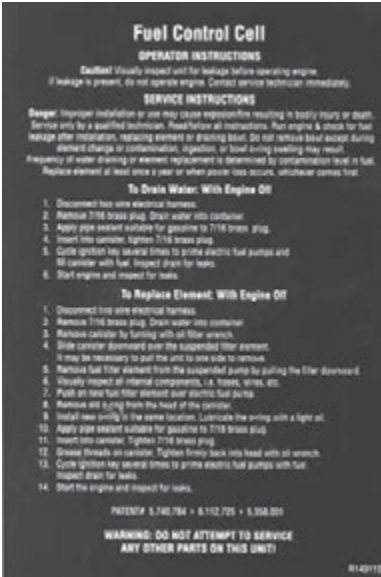 Fuel Control Cell
OPERATOR INSTRUCTIONS
Caution! Visually inspect unit for leakage before operating engine.
If leakage is present, do not operate engine. Contact service technician immediately.
SERVICE INSTRUCTIONS
Danger: Improper installation or use may cause explosion/fire resulting in bodily injury or death.
Service only by a qualified technician. Read/follow all instructions. Run engine & check for fuel
leakage after installation, replacing element or draining bowl. Do not remove bowl except during
element change or contamination, ingestion, or bowl o-ring swelling may result.
Frequency of water draining or element replacement is determined by contamination level in fuel.
Replace element at least once a year or when power loss occurs, whichever comes first.
To Drain Water: With Engine Off
1. Disconnect two wire electrical harness.
2. Remove 7/16 brass plug. Drain water into container.
3. Apply pipe sealant suitable for gasoline to 7/16 brass plug.
4. Insert into canister, tighten 7/16 brass plug.
5. Cycle ignition key several times to prime electric fuel pumps and
fill canister with fuel. Inspect drain for leaks.
6. Start engine and inspect for leaks.
To Replace Element: With Engine Off
1. Disconnect two wire electrical harness.
2. Remove 7/16 brass plug. Drain water into container
3. Remove canister by turning with oil filter wrench.
4. Slide canister downward over the suspended filter element.
It may be necessary to pull the unit to one side to remove.
5. Remove fuel filter element from the suspended pump by pulling the filter downward.
6. Visually inspect all internal components, i.e. hoses, wires, etc.
7. Push on new fuel filter element over electric fuel pump
8. Remove old o-ring from the head of the canister.
9. Install new o-ring in the same location. Lubricate the o-ring with a light oil.
10. Apply pipe sealant suitable for gasoline to 7/16 brass plug.
11. Insert into canister, Tighten 7/16 brass plug
12. Grease threads on canister. Tighten firmly back into head with oil wrench.
13. Cycle ignition key several times to prime electric fuel pumps with fuel.
Inspect drain for leaks.
14. Start the engine and inspect for leaks.
PATENT# 5,740,784 • 6,112,725 • 5,358,001
WARNING: DO NOT ATTEMPT TO SERVICE
ANY OTHER PARTS ON THIS UNIT!